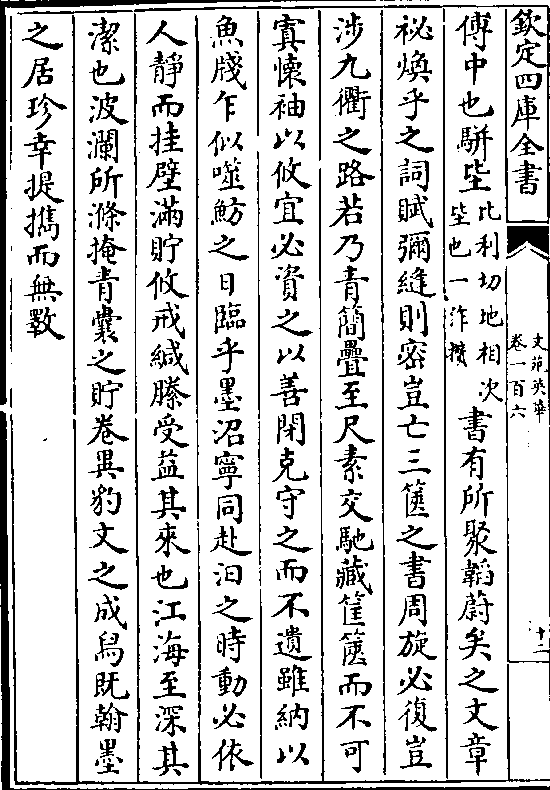 欽定四庫全書
文苑英華
卷一百六
十二
傅中也駢坒
比利切地相次
坒也一作攢
書有所聚韜蔚矣之文章
祕煥乎之詞賦彌縫則密豈亡三篋之書周旋必復豈
涉九衢之路若乃青簡疊至尺素交馳藏筐篋而不可
寘懷袖以攸宜必資之以善閉克守之而不遺雖納以
魚牋乍似噬魴之日臨乎墨沼寧同赴汨之時動必依
人靜而挂壁滿貯攸戒緘縢受益其來也江海至深其
潔也波瀾所滌掩青囊之貯卷異豹文之成舄既翰墨
之居珍幸提攜而無斁